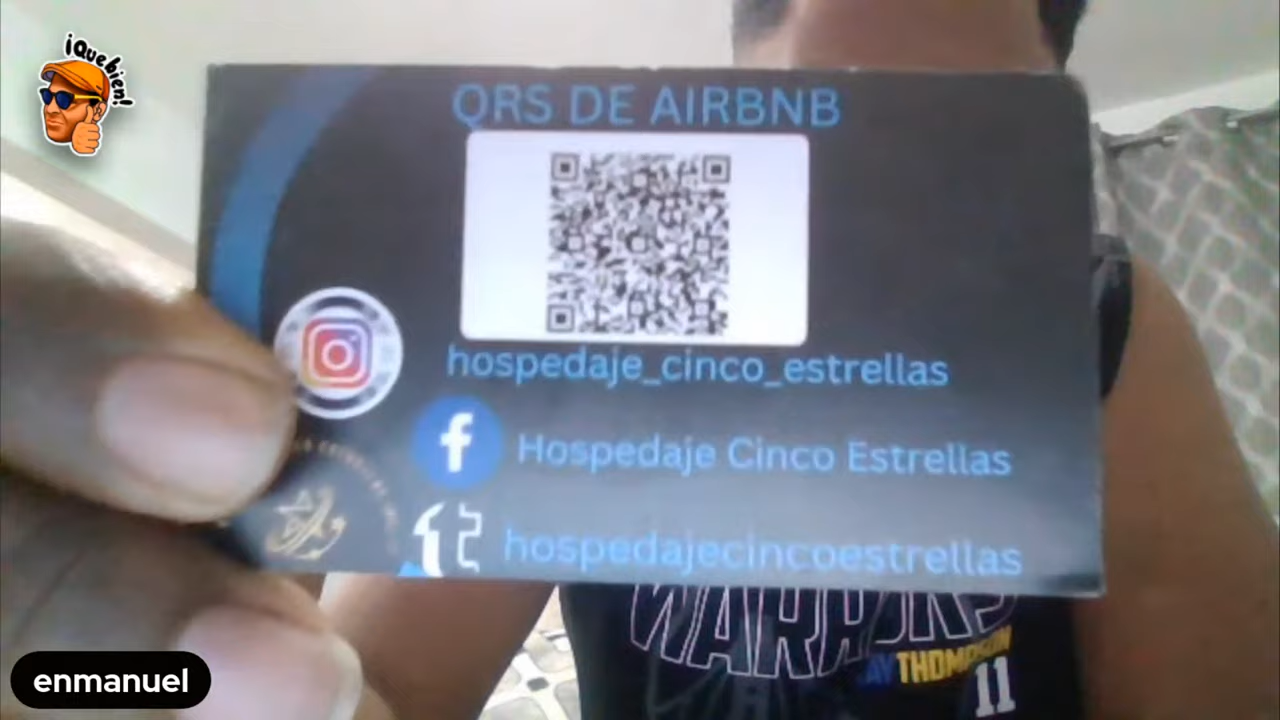 ¡Que bien!
QRS DE AIRBNB
hospedaje_cinco_estrellas
Hospedaje Cinco Estrellas
hospedajecincoestrellas
WARRIORS
THOMPSON
11
enmanuel